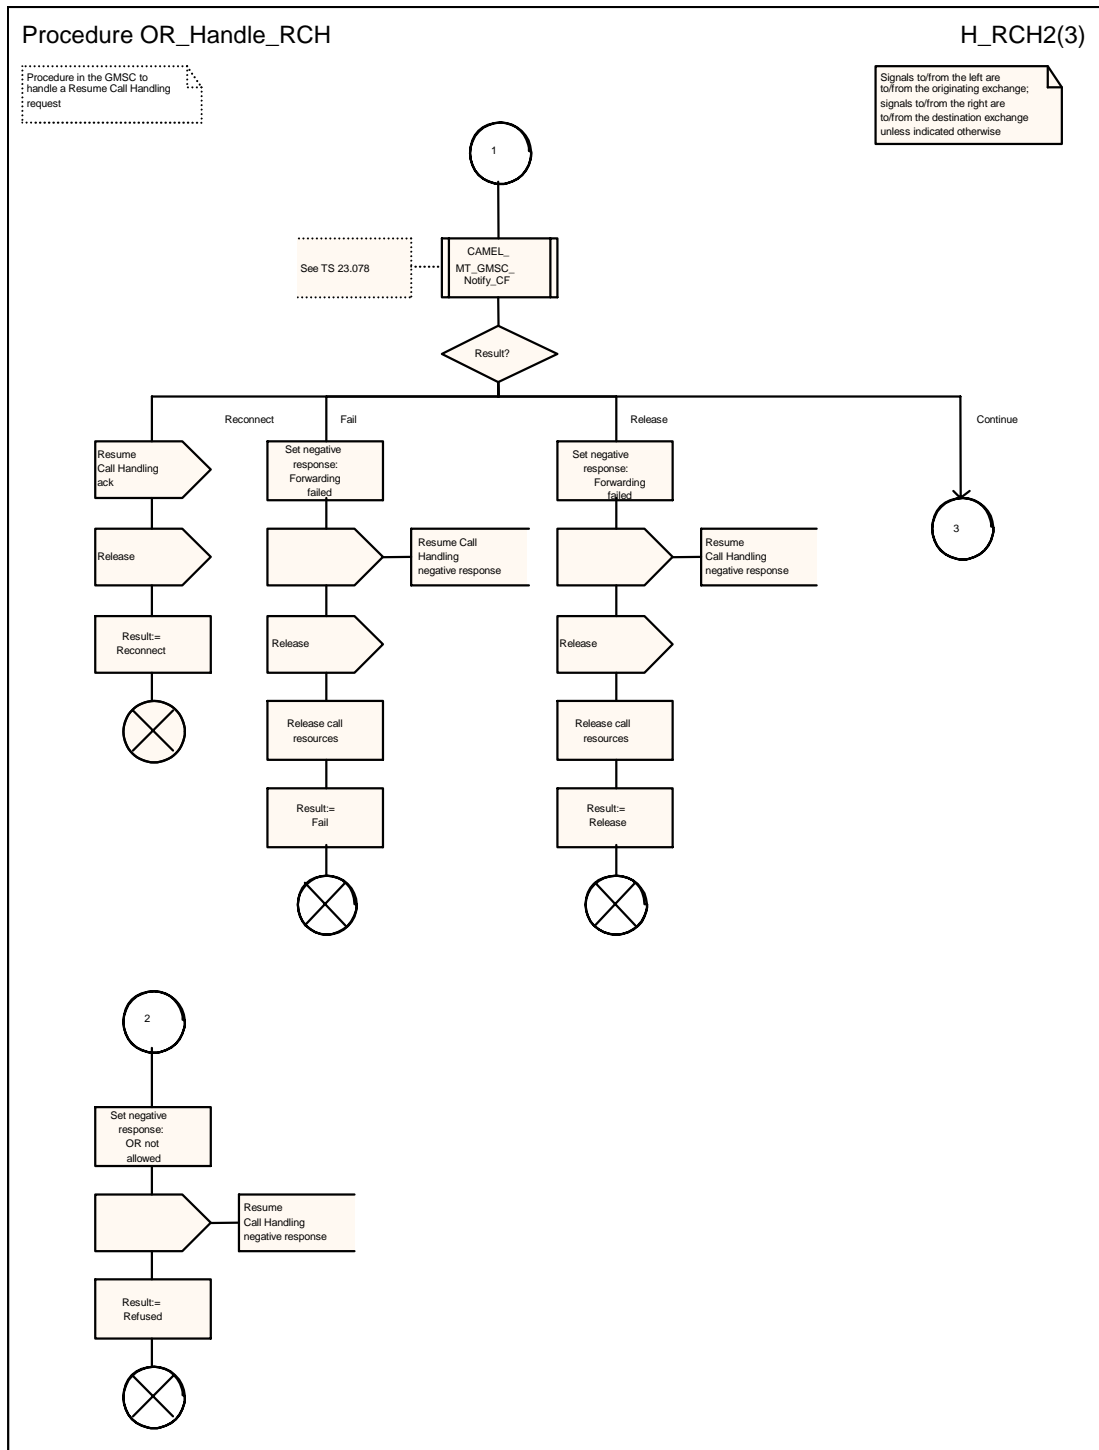 Procedure OR_Handle_RCH
H_RCH2(3)
Procedure in the GMSC to
handle a Resume Call Handling
request
Signals to/from the left are
to/from the originating exchange;
signals to/from the right are
to/from the destination exchange
unless indicated otherwise
1
See TS 23.078
CAMEL_
MT_GMSC_
Notify_CF
Result?
Reconnect
Fail
Release
Continue
Resume
Call Handling
ack
Release
Result:=
Reconnect
Set negative
response:
Forwarding
failed
Resume Call
Handling
negative response
Release
Release call
resources
Result:=
Fail
Set negative
response:
Forwarding
failed
Resume
Call Handling
negative response
Release
Release call
resources
Result:=
Release
3
2
Set negative
response:
OR not
allowed
Resume
Call Handling
negative response
Result:=
Refused